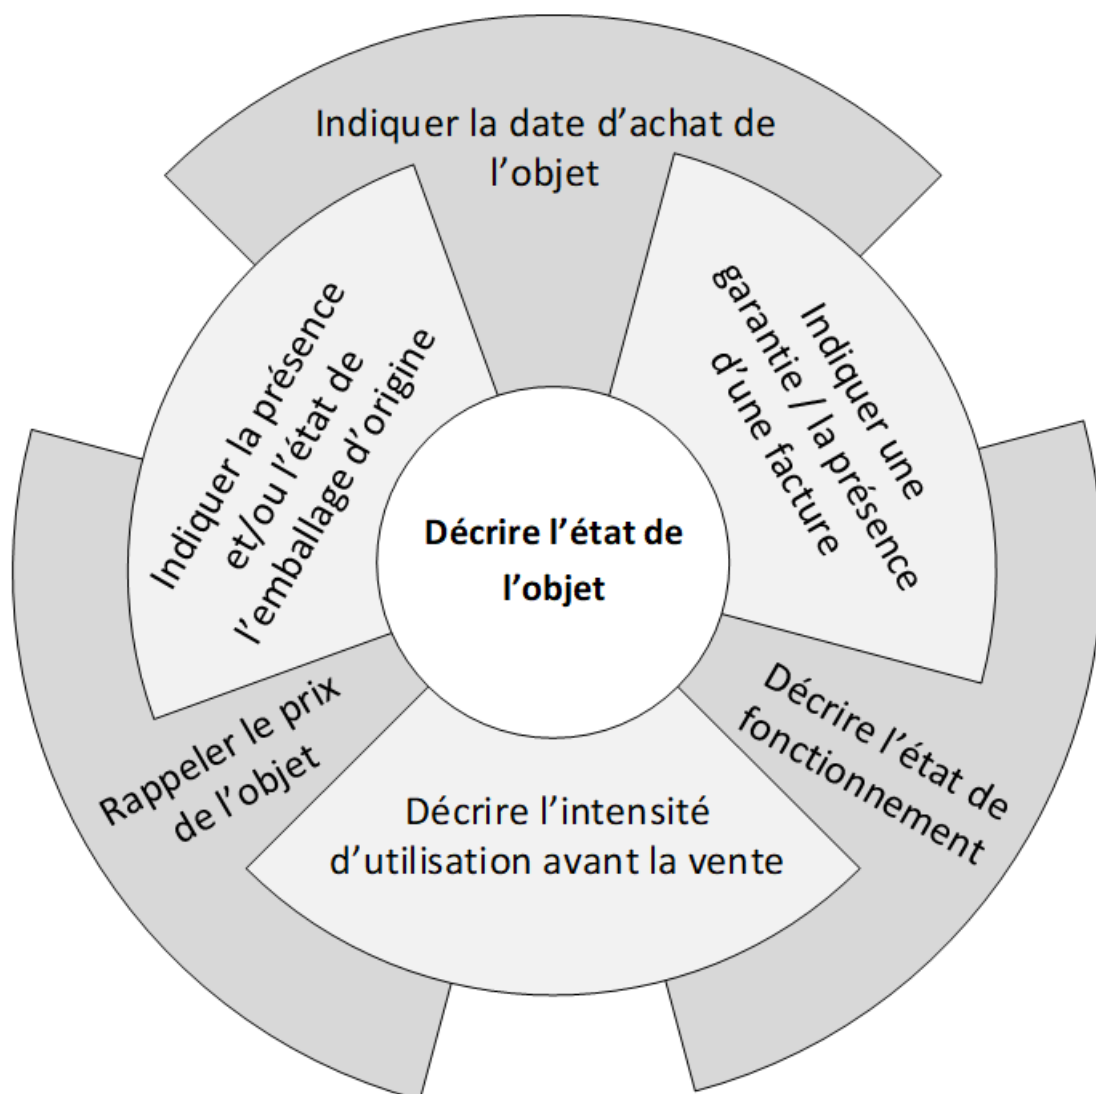 Indiquer la date d’achat de
l’objet
Indiquer la présence
et/ou l’état de
l’emballage d’origine
Indiquer une
garantie / la présence
d’une facture
Décrire l’état de
l’objet
Rappeler le prix
de l’objet
Décrire l’intensité
d’utilisation avant la vente
Décrire l’état de
fonctionnement